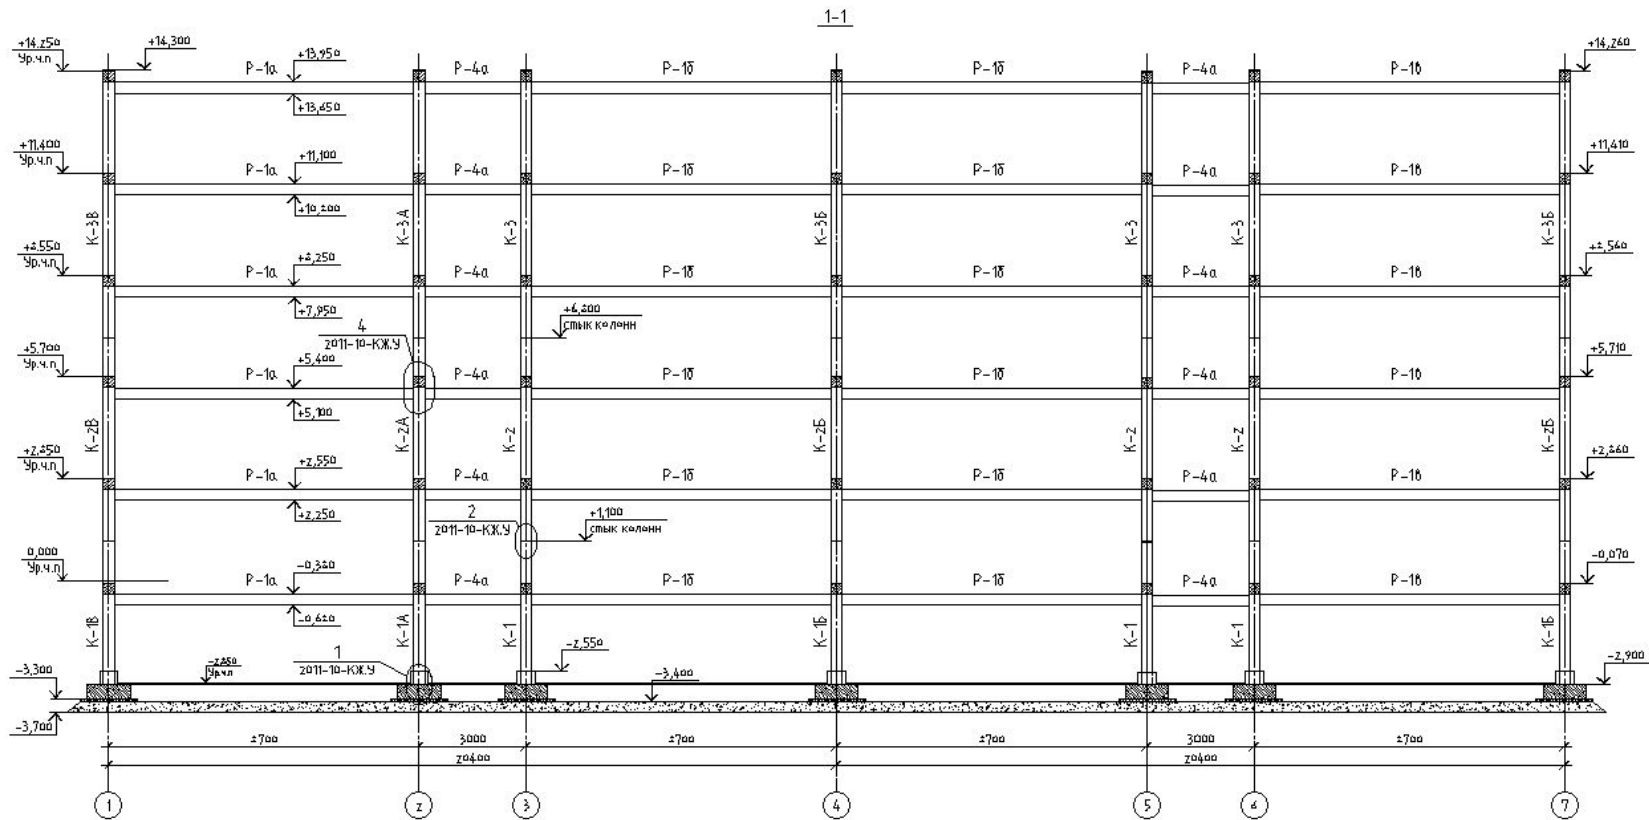 1-1
+14.250
Ур.ч.п
+14,300
+13,950
+14,260
Р-1а Р-4а Р-1б Р-1б Р-4а Р-1в
+13,650
+11.400
Ур.ч.п
+11,100
+11,410
Р-1а Р-4а Р-1б Р-1б Р-4а Р-1в
+10,800
К-3В К-3А К-3 К-3Б К-3 К-3 К-3Б
+8.550
Ур.ч.п
+8,250
+8,560
Р-1а Р-4а Р-1б Р-1б Р-4а Р-1в
+7,950
+6,800
стык колонн
4
2011-10-КЖ.У
+5.700
Ур.ч.п
+5,400
+5,710
Р-1а Р-4а Р-1б Р-1б Р-4а Р-1в
+5,100
К-2В К-2А К-2 К-2Б К-2 К-2 К-2Б
+2.850
Ур.ч.п
+2,550
+2,860
Р-1а Р-4а Р-1б Р-1б Р-4а Р-1в
+2,250
2
2011-10-КЖ.У
+1,100
стык колонн
0,000
Ур.ч.п
-0,380
-0,070
Р-1а Р-4а Р-1б Р-1б Р-4а Р-1в
-0,680
К-1В К-1А К-1 К-1Б К-1 К-1 К-1Б
-2,550
1
2011-10-КЖ.У
-3,300
-2.850
Ур.ч.п
-3,400
-2,900
-3,700
8700 3000 8700 8700 3000 8700
20400 20400
1 2 3 4 5 6 7